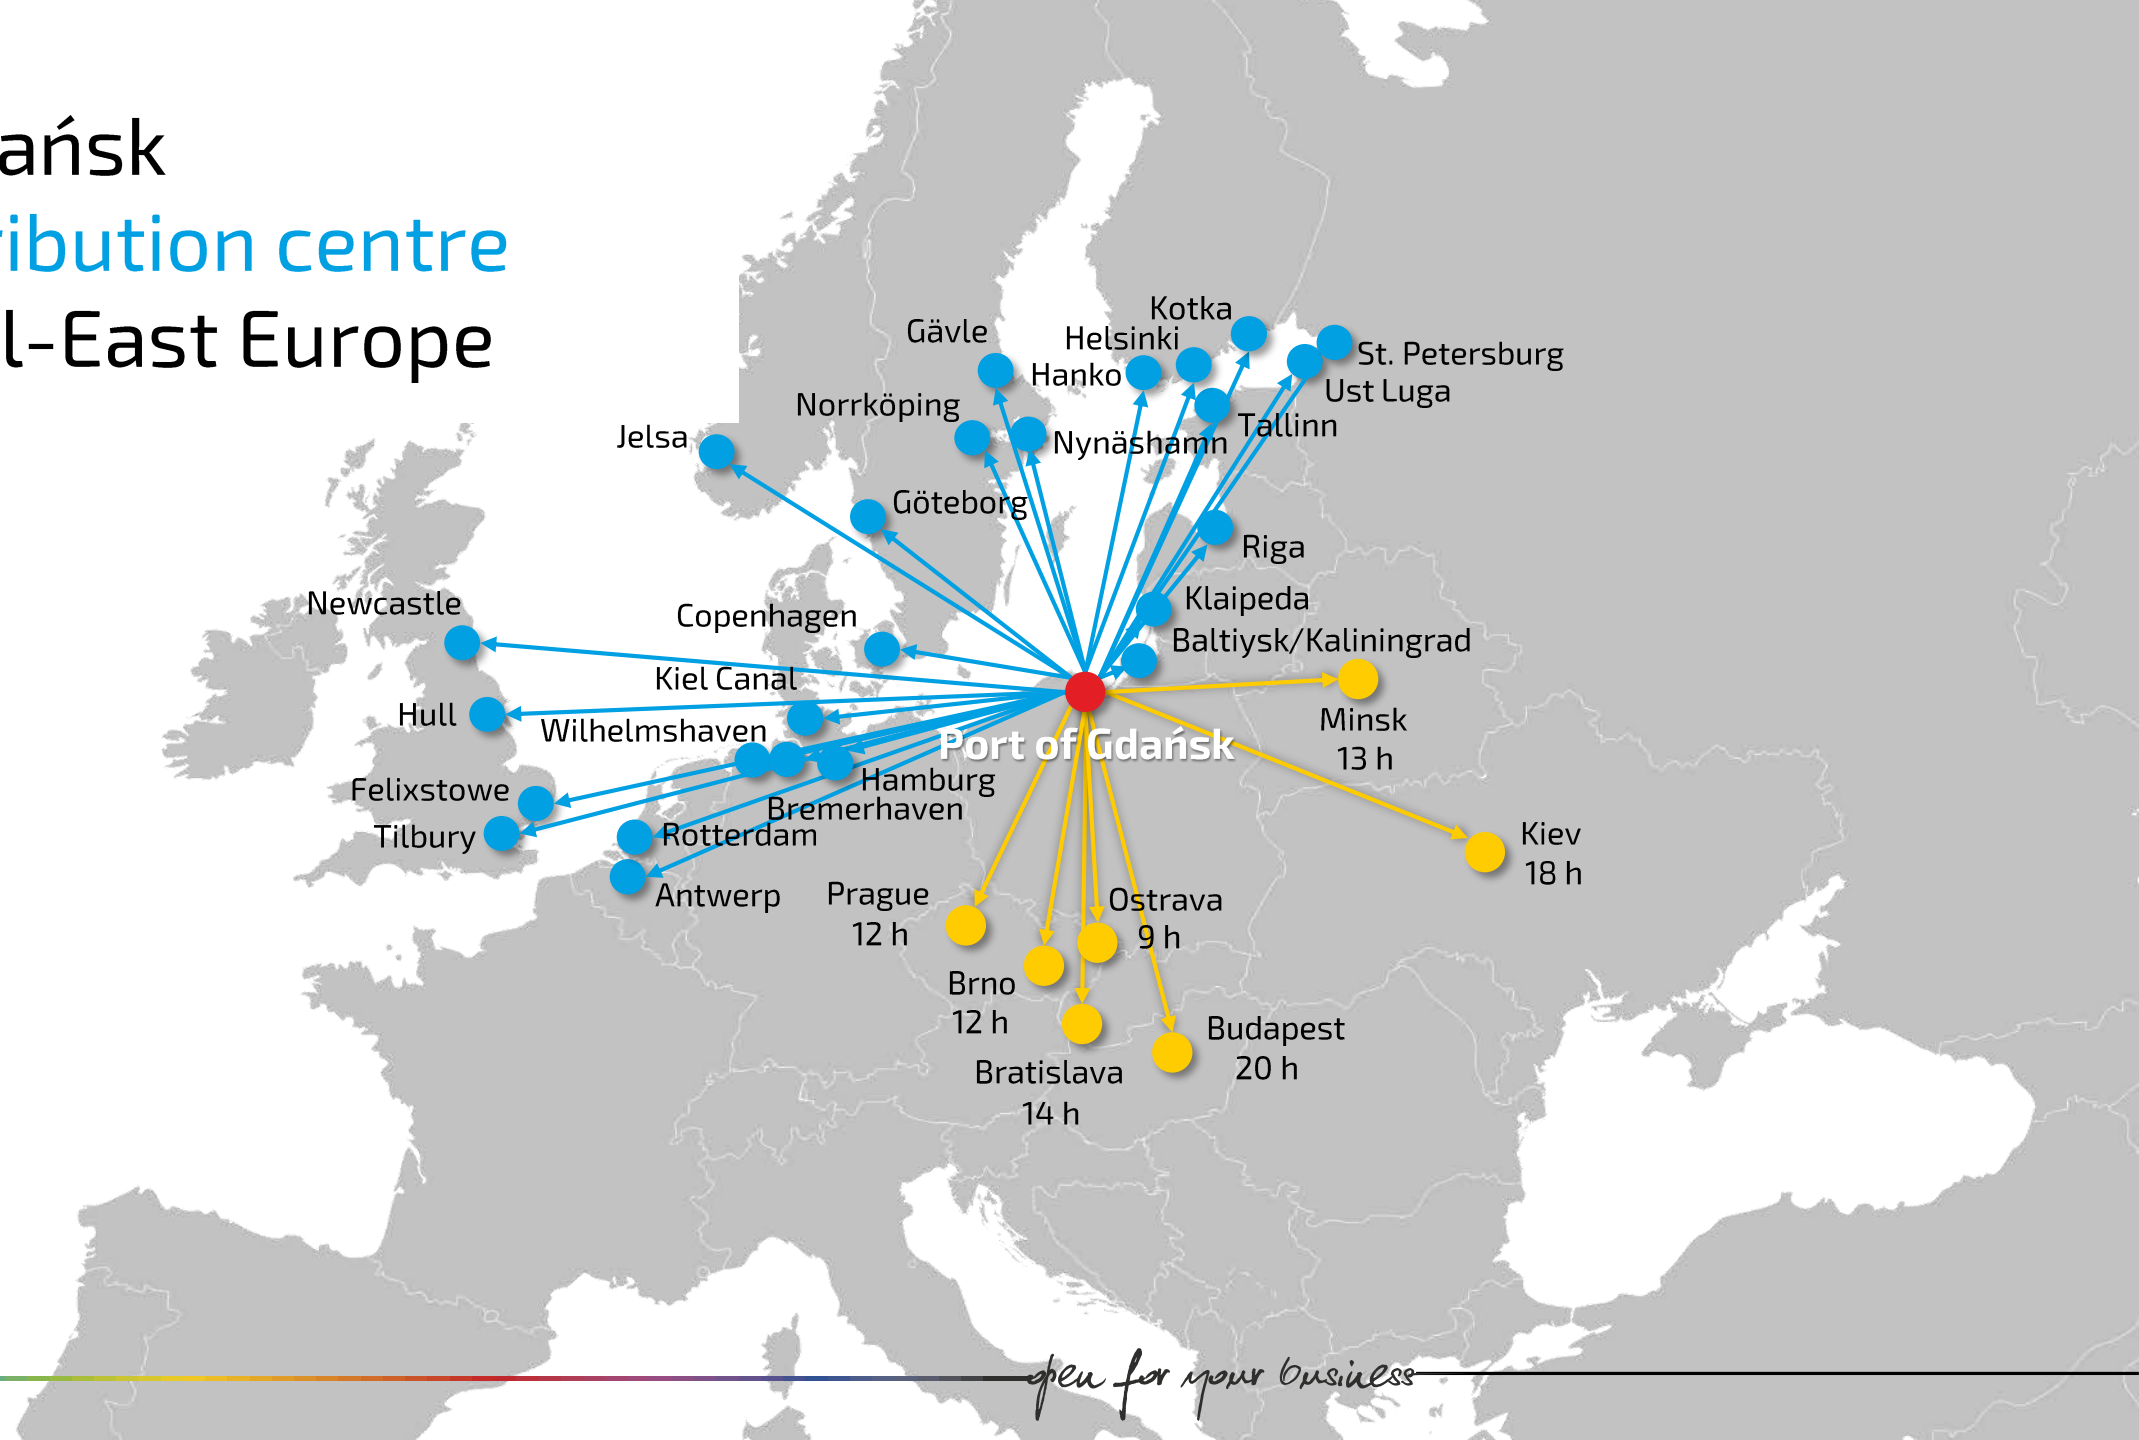 ańsk
ribution centre
l-East Europe
Kotka
Gävle
Helsinki
St. Petersburg
Hanko
Ust Luga
Norrköping
Tallinn
Jelsa
Nynäshamn
Göteborg
Riga
Newcastle
Klaipeda
Copenhagen
Baltiysk/Kaliningrad
Kiel Canal
Hull
Minsk
13 h
Wilhelmshaven
Port of Gdańsk
Hamburg
Felixstowe
Bremerhaven
Tilbury
Rotterdam
Kiev
18 h
Antwerp
Prague
12 h
Ostrava
9 h
Brno
12 h
Budapest
20 h
Bratislava
14 h
open for your business